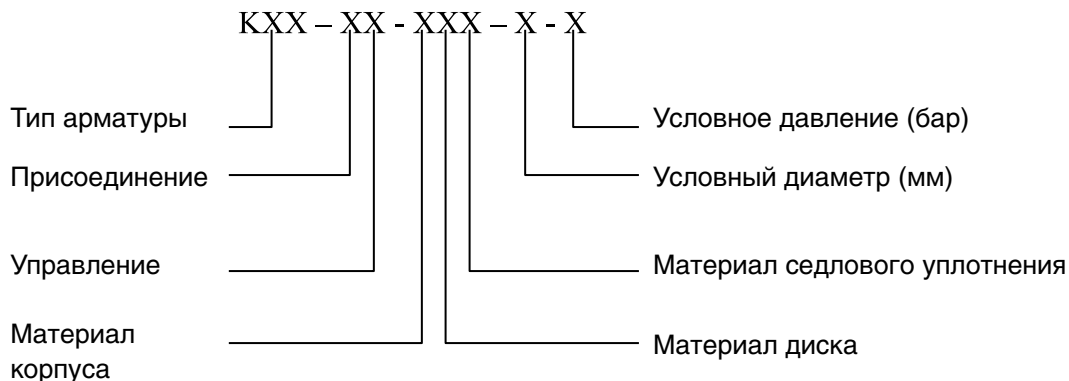 KXX – XX - XXX – X - X
Тип арматуры
Условное давление (бар)
Присоединение
Условный диаметр (мм)
Управление
Материал седлового уплотнения
Материал
корпуса
Материал диска